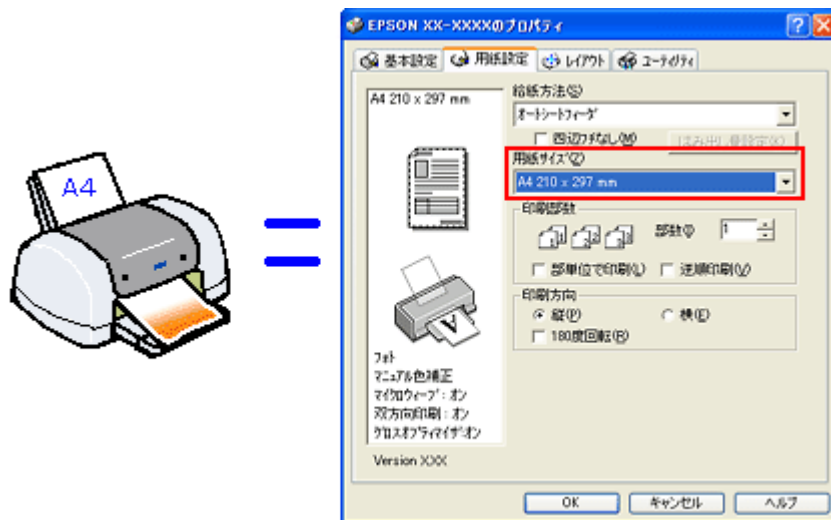 A4
EPSON XX-XXXXのプロパティ
基本設定
用紙設定
レイアウト
ユーティリティ
A4 210 x 297 mm
フォト
マニュアル色補正
マイクロウィーブ : オン
双方向印刷 : オン
グロスオプティマイザ:オン
Version XXX
給紙方法(S)
オートシートフィーダ
四辺フチなし(M)
はみ出し量設定(X)
用紙サイズ(Z)
A4 210 x 297 mm
印刷部数
部数(I)
1
部単位で印刷(L)
逆順印刷(V)
印刷方向
縦(P)
横(E)
180度回転(R)
OK
キャンセル
ヘルプ